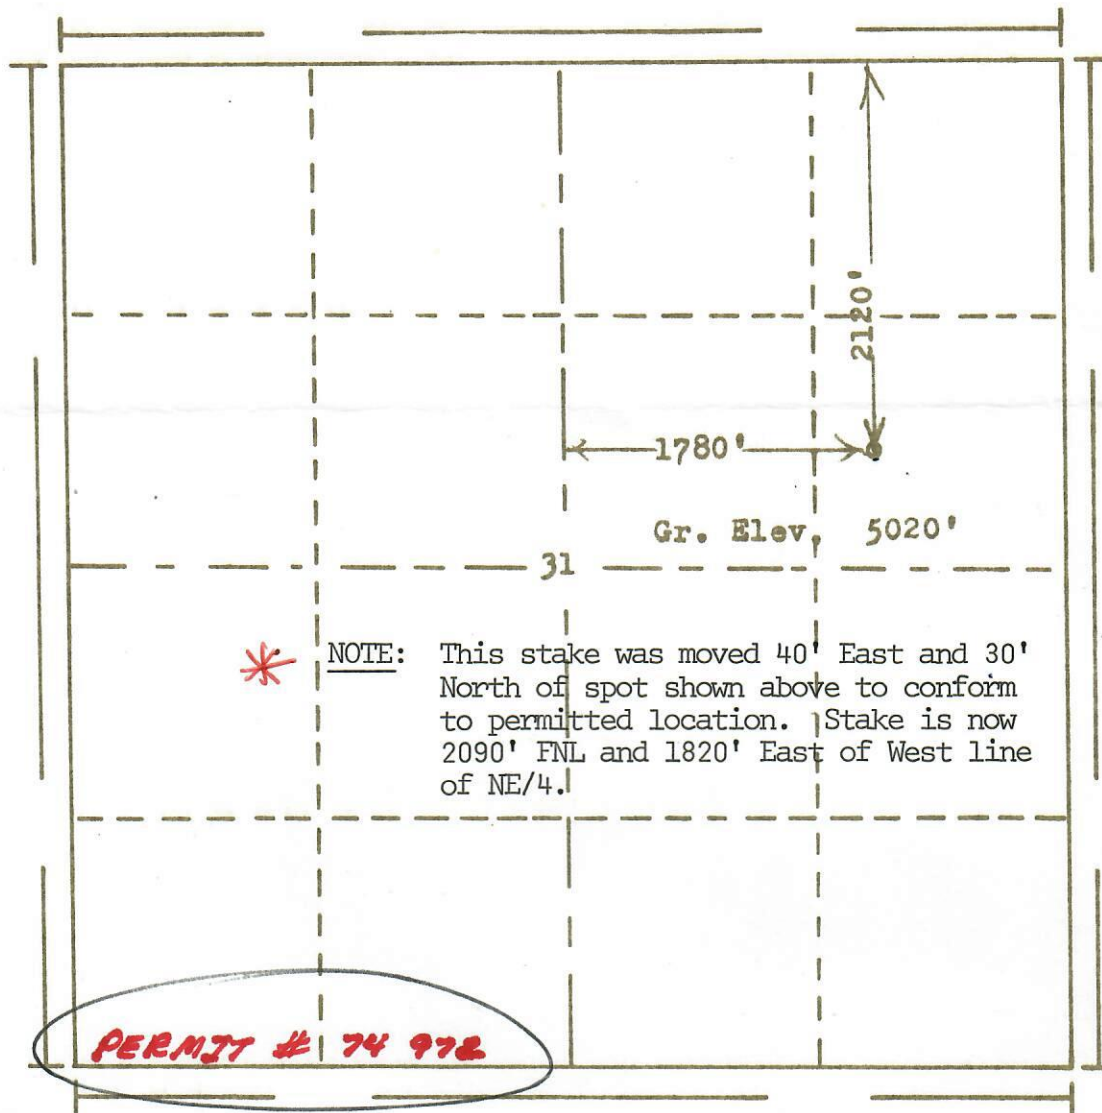 2120'
1780'
Gr. Elev, 5020'
31
* NOTE: This stake was moved 40' East and 30'
North of spot shown above to conform
to permitted location. Stake is now
2090' FNL and 1820' East of West line
of NE/4.
PERMIT # 74 972